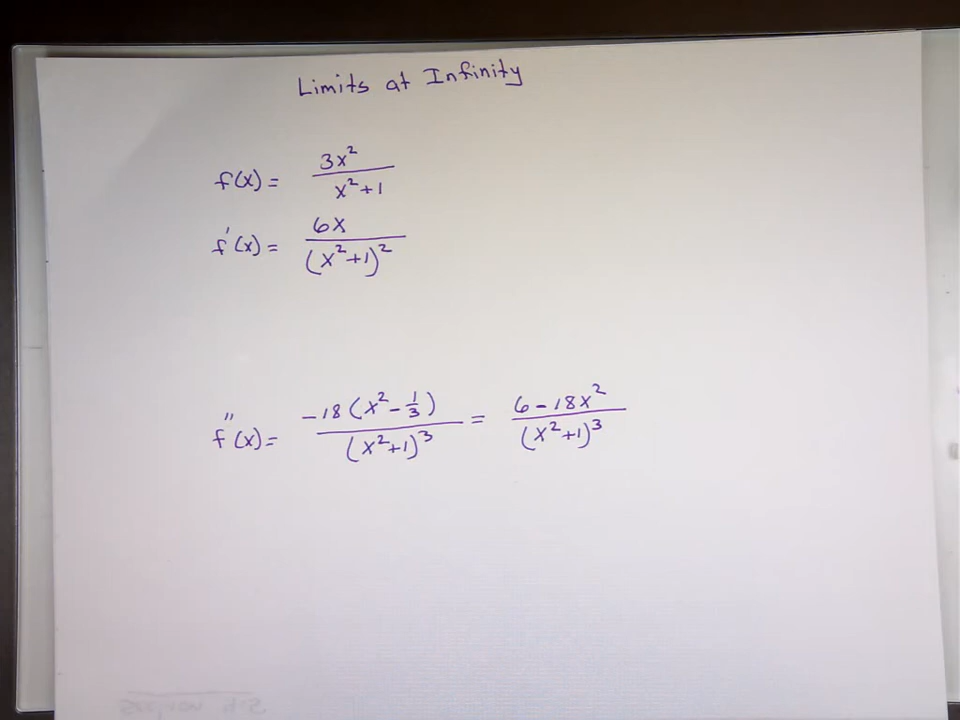 Limits at Infinity
f(x) = 3x² / x²+1
f'(x) = 6x / (x²+1)²
f''(x) = -18(x² - 1/3) / (x²+1)³ = 6-18x² / (x²+1)³